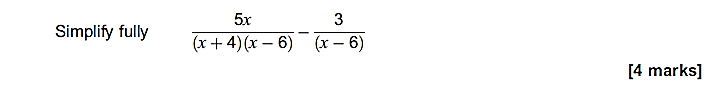 Simplify fully 5x/((x + 4)(x − 6)) − 3/((x − 6))
[4 marks]